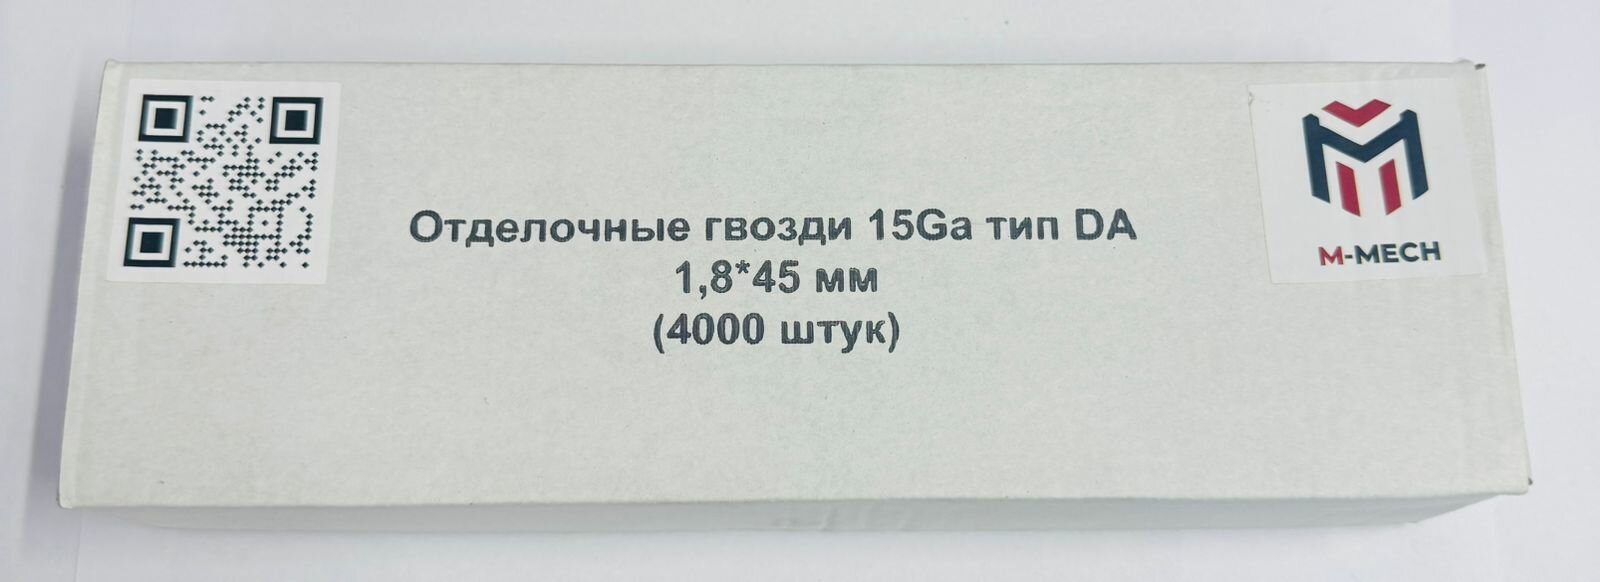 Отделочные гвозди 15Ga тип DA
1,8*45 мм
(4000 штук)
M-MECH